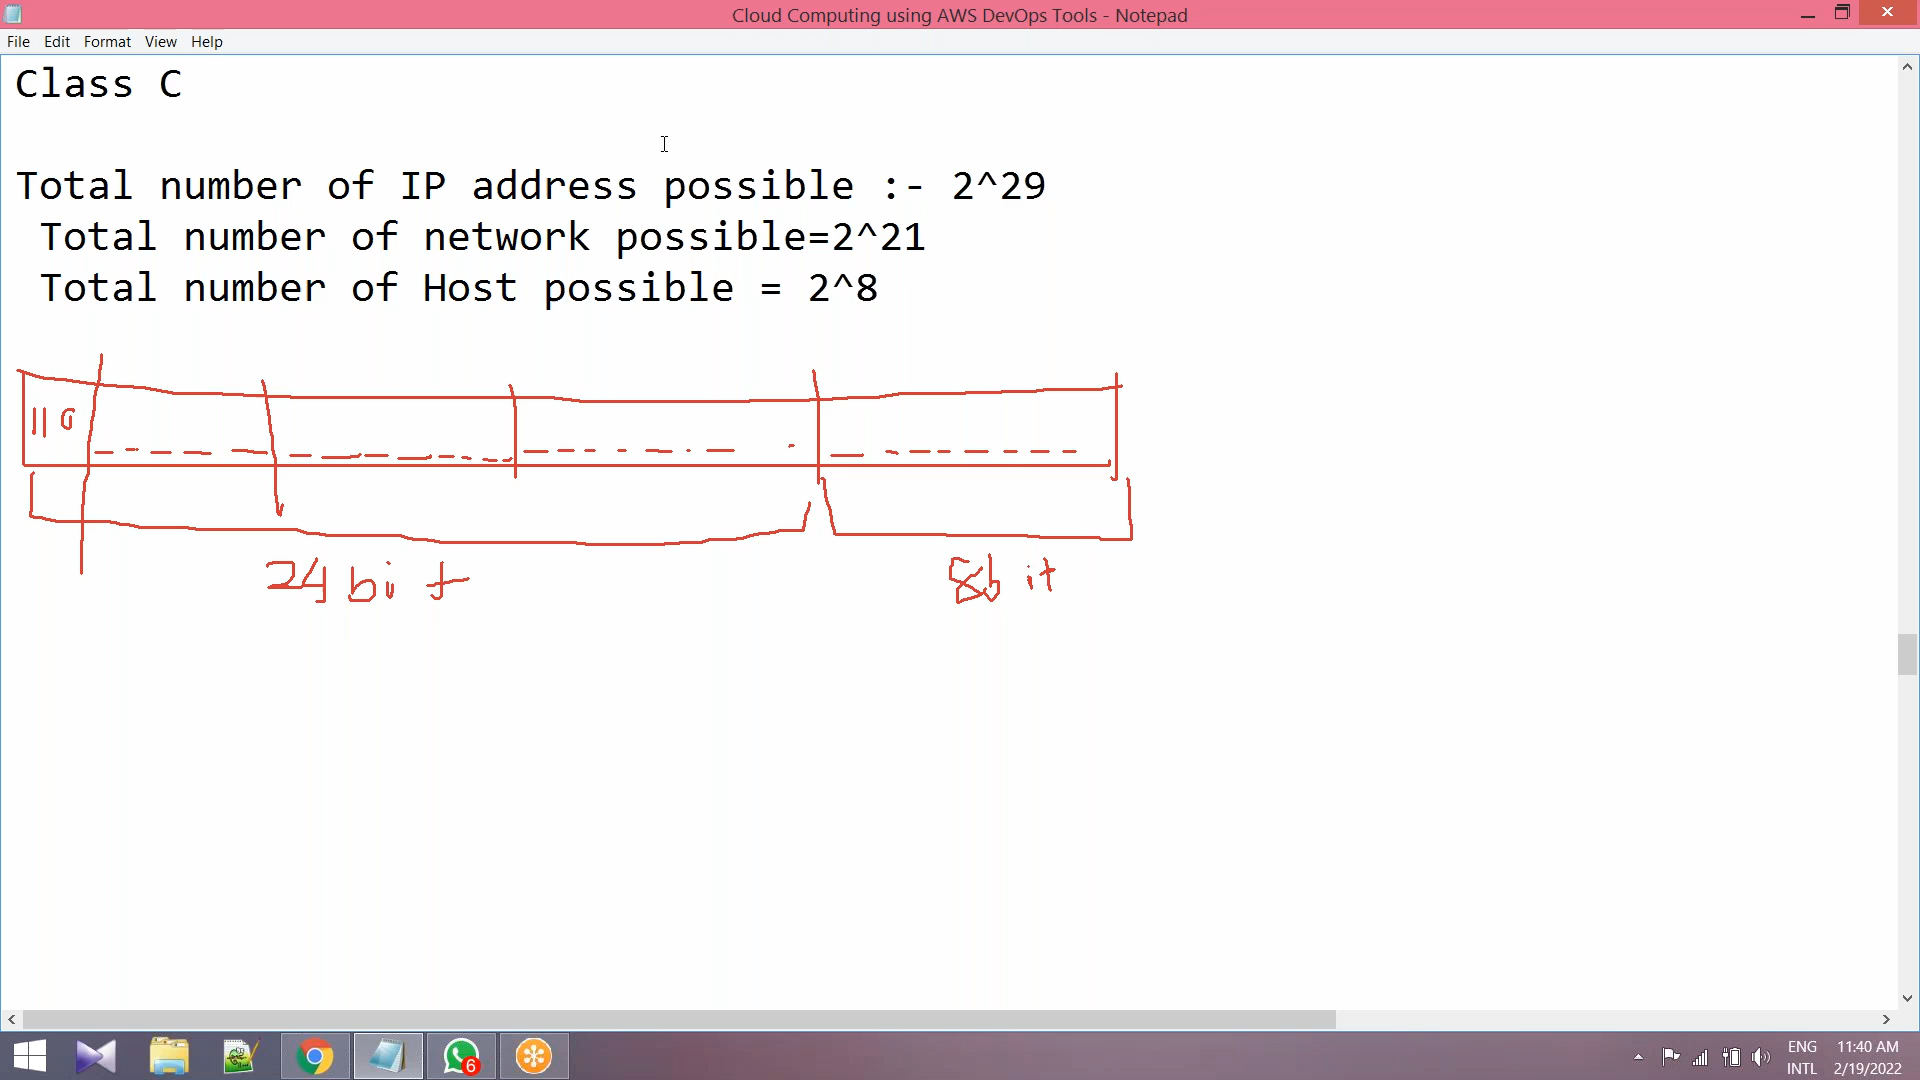 Cloud Computing using AWS DevOps Tools - Notepad
File Edit Format View Help
Class C
Total number of IP address possible :- 2^29
Total number of network possible=2^21
Total number of Host possible = 2^8
110
24 bit
8bit
6
ENG 11:40 AM
INTL 2/19/2022